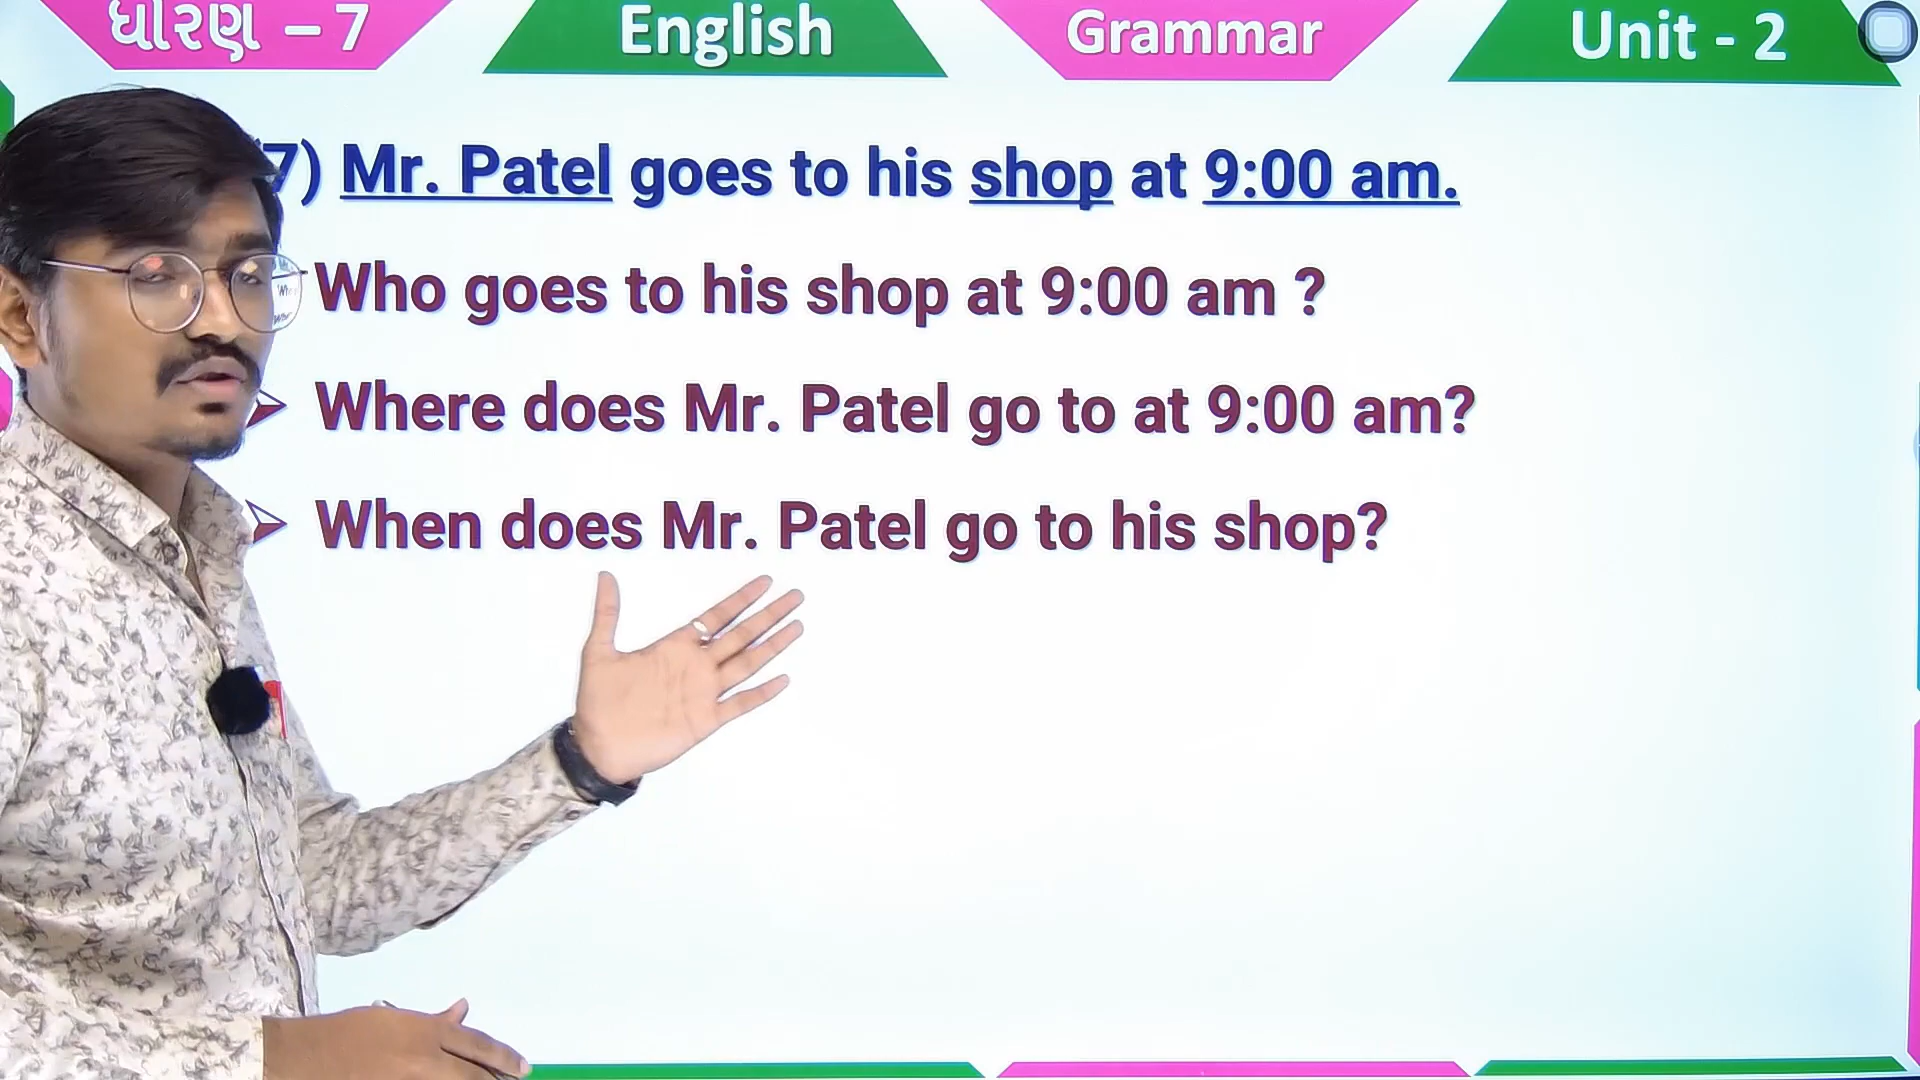 ધોરણ – 7
English
Grammar
Unit - 2
7) Mr. Patel goes to his shop at 9:00 am.
Who goes to his shop at 9:00 am ?
Where does Mr. Patel go to at 9:00 am?
When does Mr. Patel go to his shop?